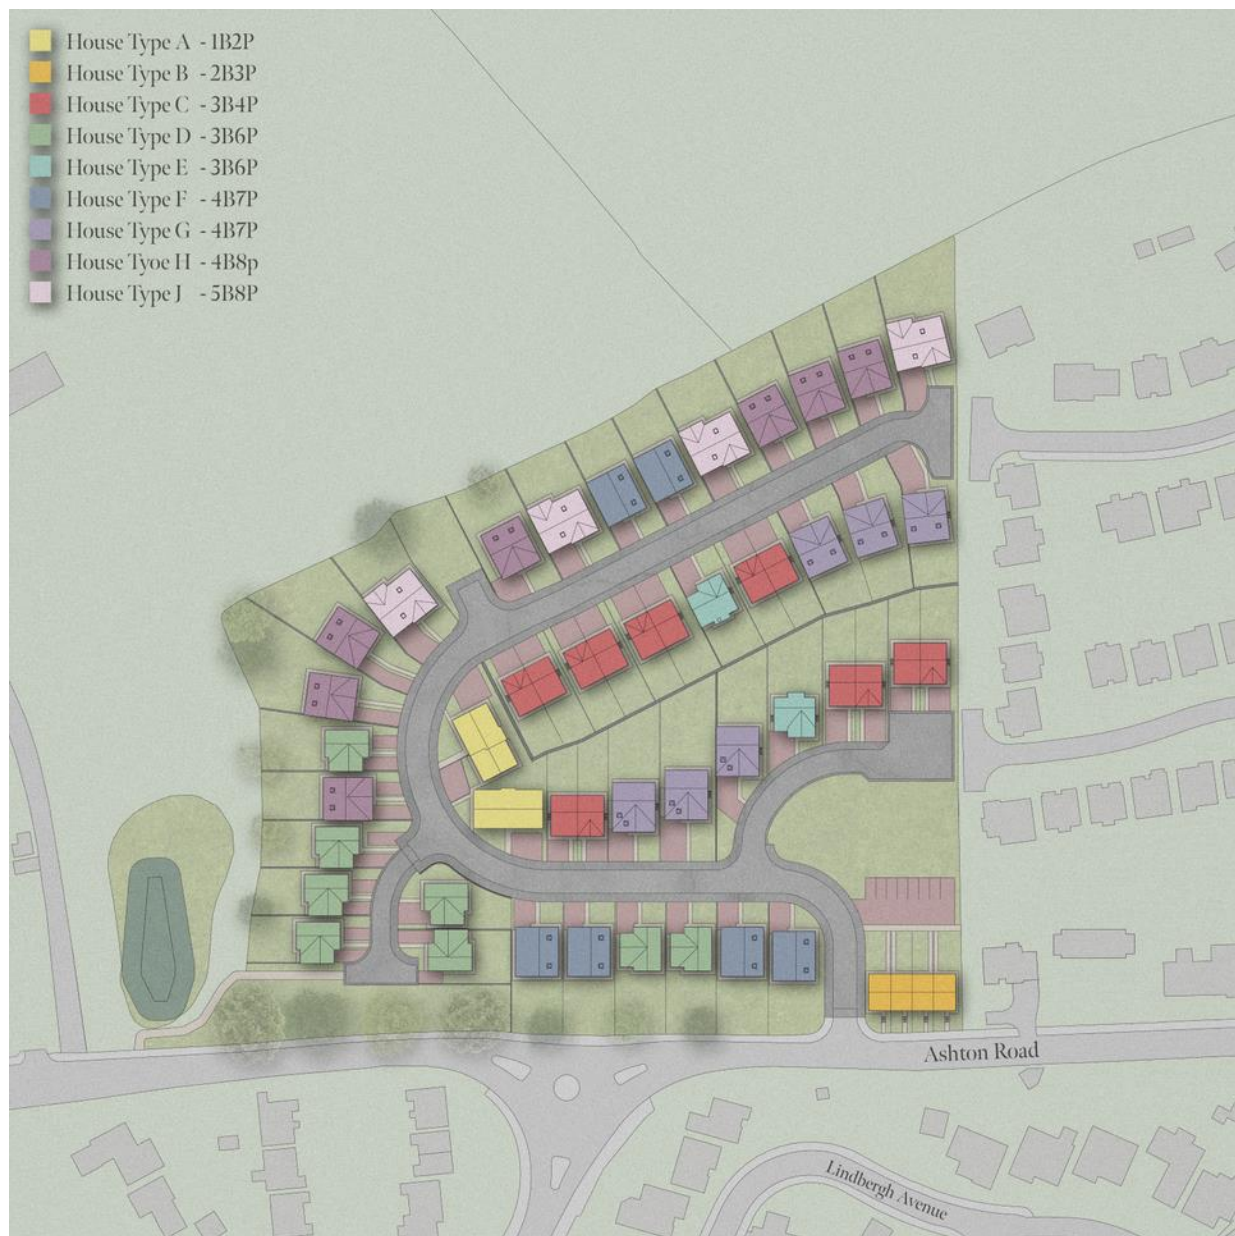 House Type A - 1B2P
House Type B - 2B3P
House Type C - 3B4P
House Type D - 3B6P
House Type E - 3B6P
House Type F - 4B7P
House Type G - 4B7P
House Tyoe H - 4B8p
House Type J - 5B8P
Ashton Road
Lindbergh Avenue